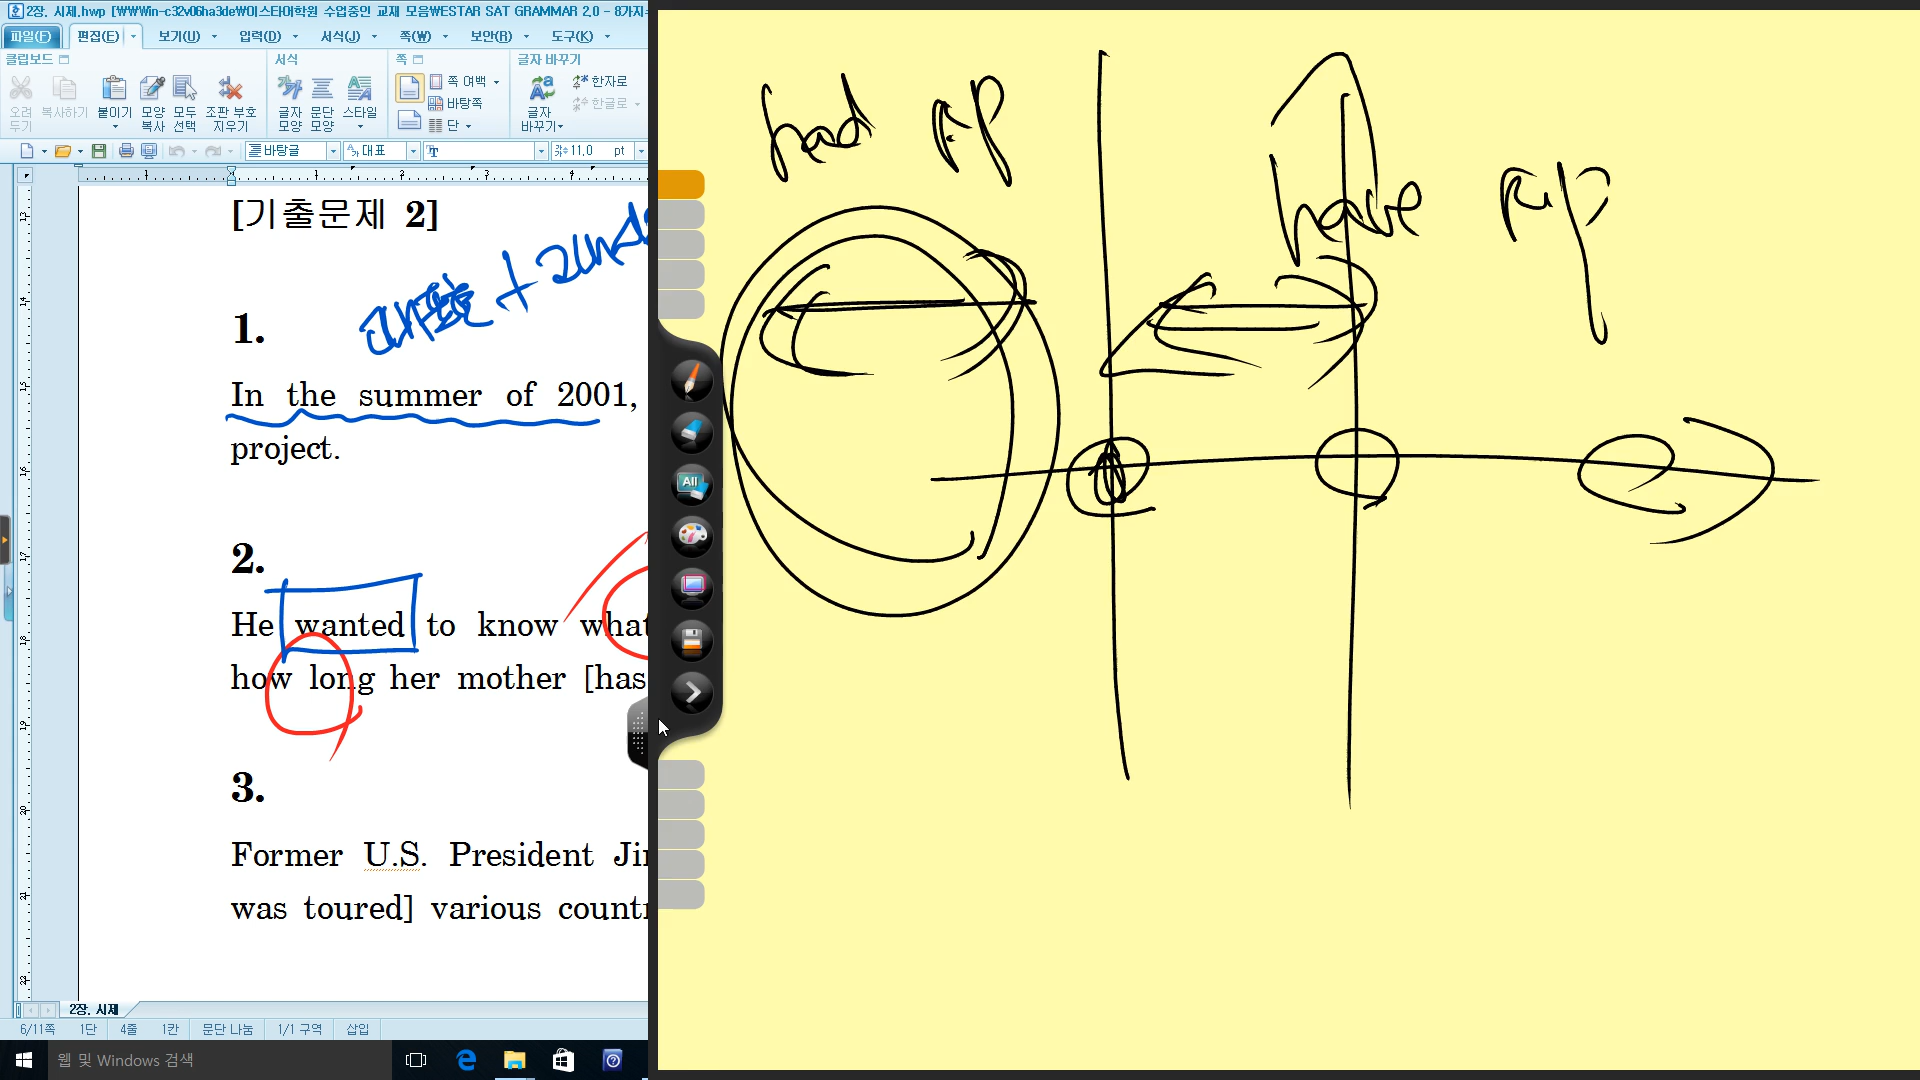 2장. 시제.hwp [\\Win-c32v06ha3de\이스타어학원 수업중인 교재 모음\ESTAR SAT GRAMMAR 2.0 - 8가지
파일(F) 편집(E) 보기(U) 입력(D) 서식(J) 쪽(W) 보안(R) 도구(K)
클립보드 서식 쪽 글자 바꾸기
오려 두기 복사하기 붙이기 모양 복사 모두 선택 조판 부호 지우기 글자 모양 문단 모양 스타일 쪽 여백 바탕쪽 단 글자 바꾸기 한자로 한글로
바탕글 대표 11.0 pt
[기출문제 2]
1.
In the summer of 2001,
project.
2.
He wanted to know what
how long her mother [has
3.
Former U.S. President Ji
was toured] various count
had P.P
have P.P
All
2장. 시제
6/11쪽 1단 4줄 1칸 문단 나눔 1/1 구역 삽입
웹 및 Windows 검색